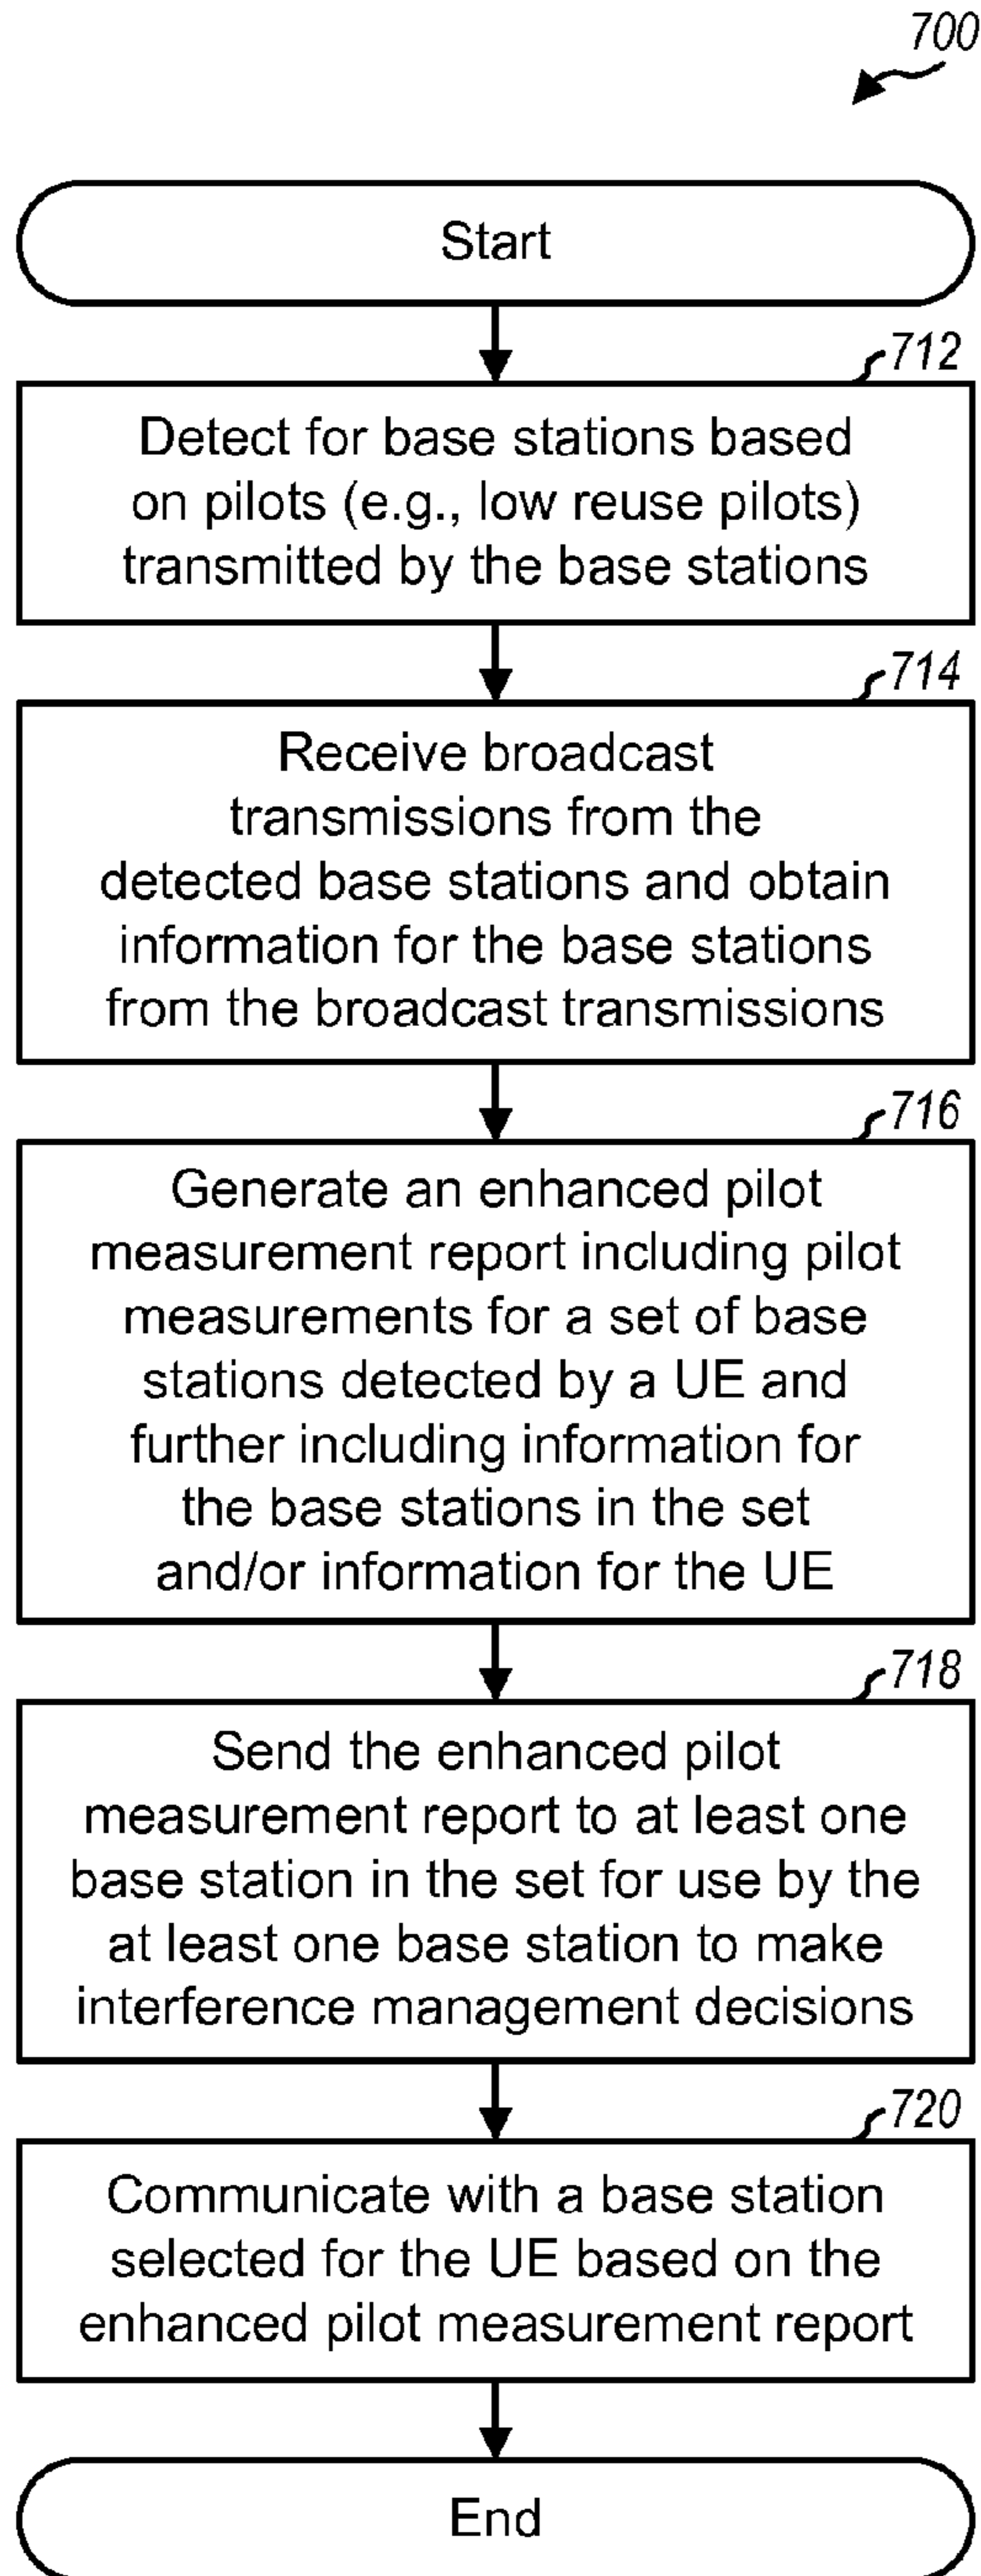 700
Start
712
Detect for base stations based
on pilots (e.g., low reuse pilots)
transmitted by the base stations
714
Receive broadcast
transmissions from the
detected base stations and obtain
information for the base stations
from the broadcast transmissions
716
Generate an enhanced pilot
measurement report including pilot
measurements for a set of base
stations detected by a UE and
further including information for
the base stations in the set
and/or information for the UE
718
Send the enhanced pilot
measurement report to at least one
base station in the set for use by the
at least one base station to make
interference management decisions
720
Communicate with a base station
selected for the UE based on the
enhanced pilot measurement report
End